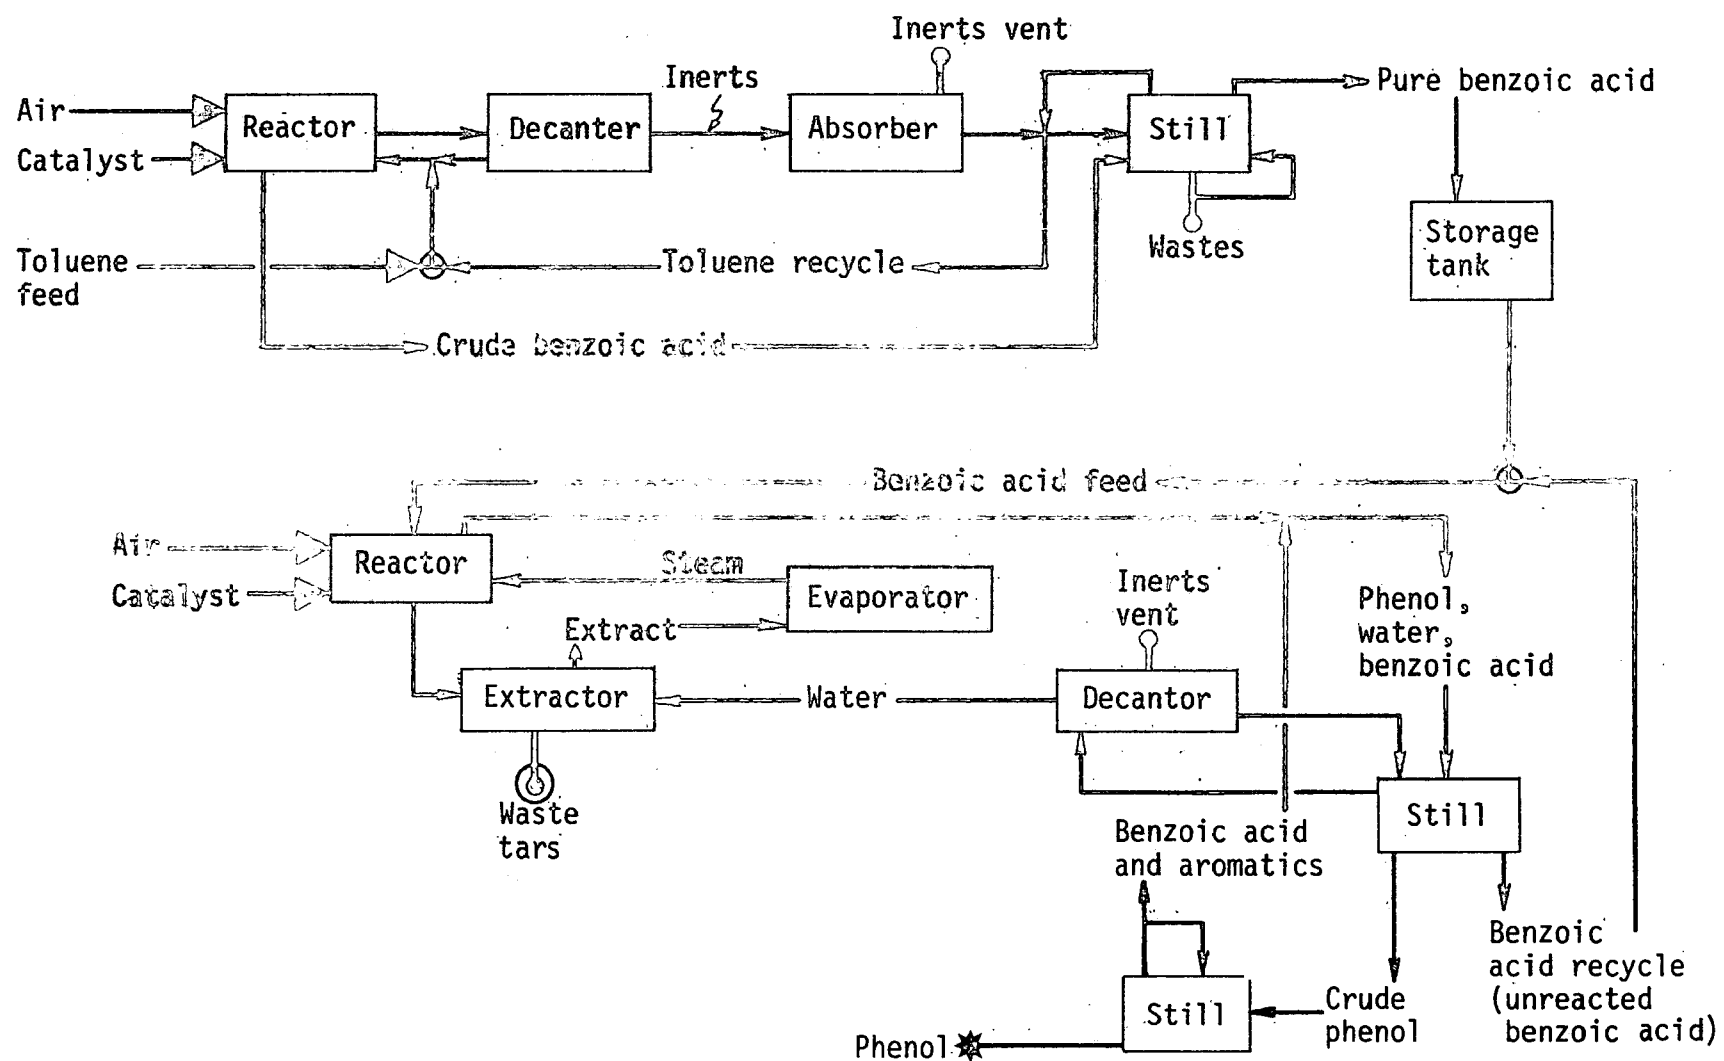 Inerts vent
Inerts
Pure benzoic acid
Air
Reactor
Decanter
Absorber
Still
Catalyst
Storage
tank
Wastes
Toluene
feed
Toluene recycle
Crude benzoic acid
Benzoic acid feed
Air
Reactor
Steam
Catalyst
Evaporator
Inerts
vent
Phenol,
water,
benzoic acid
Extract
Extractor
Water
Decantor
Waste
tars
Still
Benzoic acid
and aromatics
Benzoic
acid recycle
(unreacted
benzoic acid)
Crude
phenol
Still
Phenol